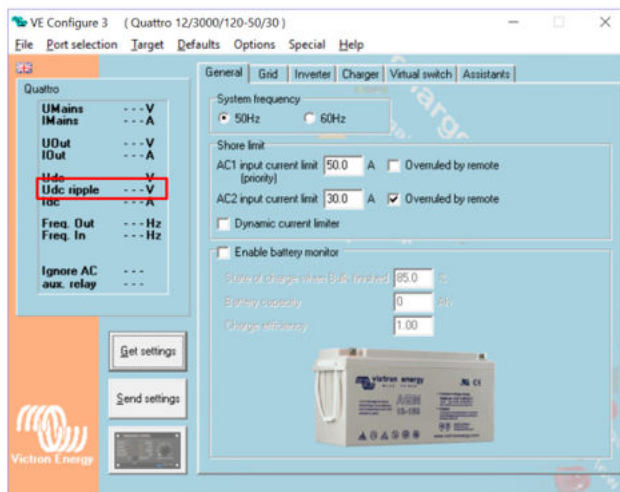 VE Configure 3 ( Quattro 12/3000/120-50/30 )
File Port selection Target Defaults Options Special Help
Quattro
UMains ---V
IMains ---A
UOut ---V
IOut ---A
Udc ---V
Udc ripple ---V
Idc ---A
Freq. Out ---Hz
Freq. In ---Hz
Ignore AC ---
aux. relay ---
Get settings
Send settings
Victron Energy
General Grid Inverter Charger Virtual switch Assistants
System frequency
50Hz 60Hz
Shore limit
AC1 input current limit 50.0 A Overruled by remote
(priority)
AC2 input current limit 30.0 A Overruled by remote
Dynamic current limiter
Enable battery monitor
State of charge when Bulk finished 85.0 %
Battery capacity 0 Ah
Charge efficiency 1.00
victron energy
AGM